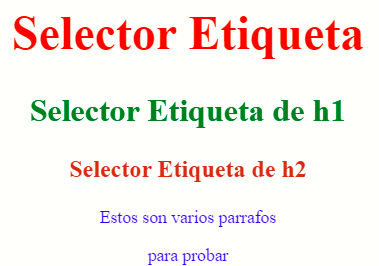 Selector Etiqueta
Selector Etiqueta de h1
Selector Etiqueta de h2
Estos son varios parrafos
para probar